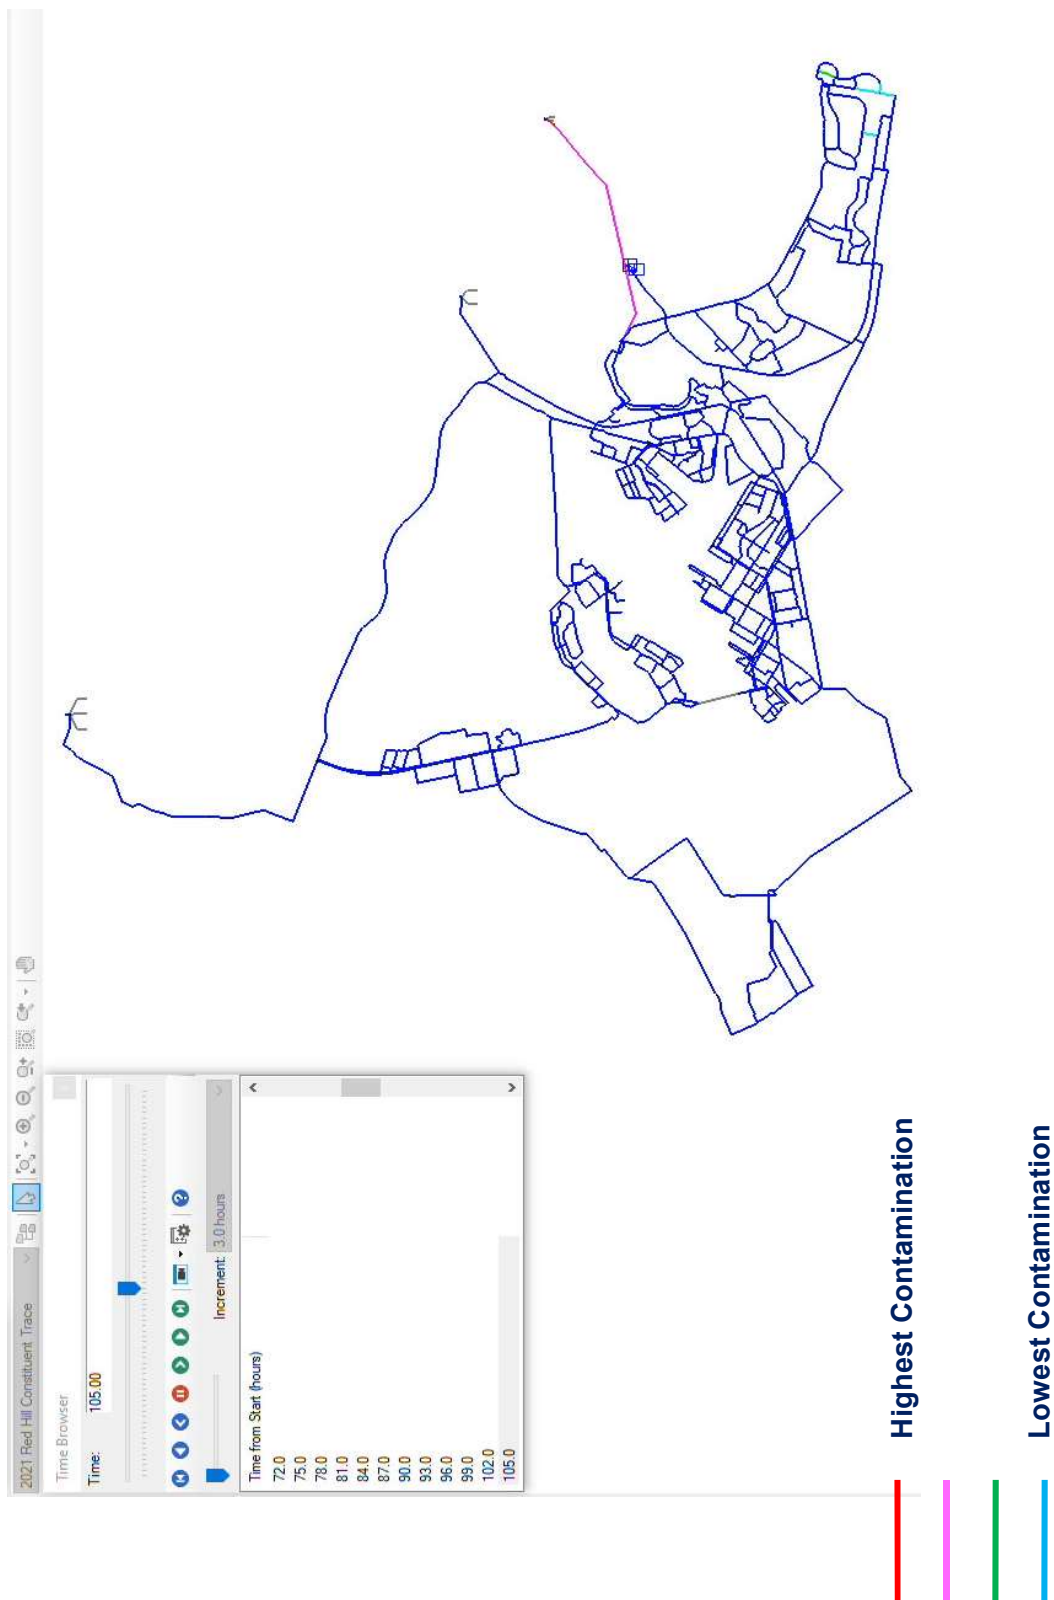 2021 Red Hill Constituent Trace
Time Browser
Time:
105.00
Increment:
3.0 hours
Time from Start (hours)
72.0
75.0
78.0
81.0
84.0
87.0
90.0
93.0
96.0
99.0
102.0
105.0
Highest Contamination
Lowest Contamination